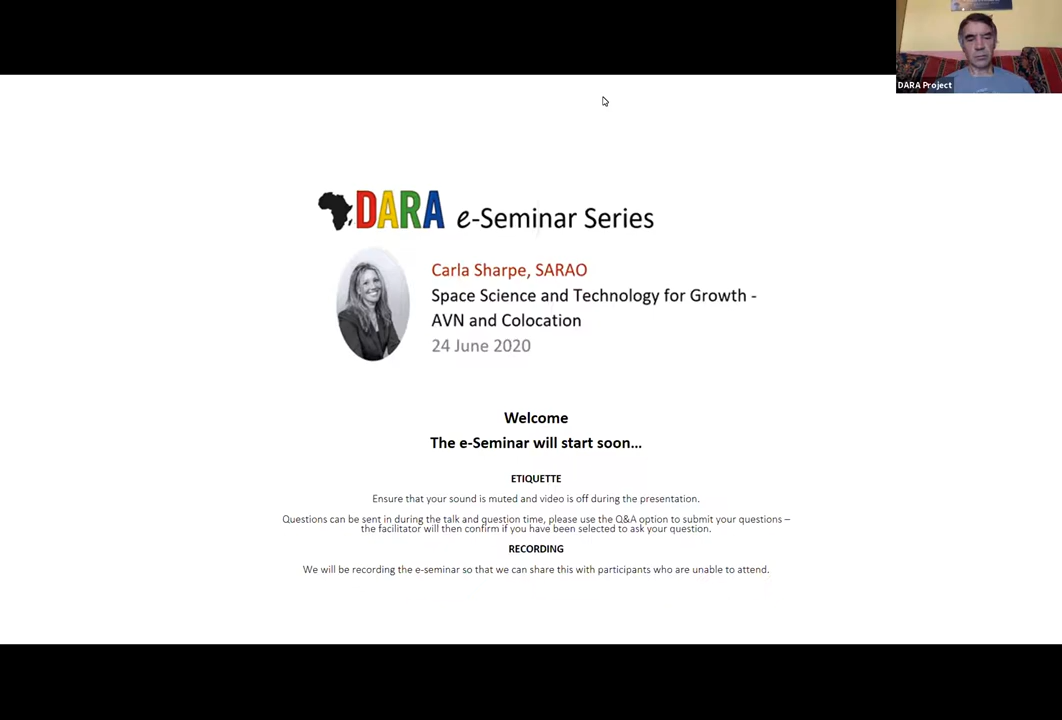 DARA Project
DARA e-Seminar Series
Carla Sharpe, SARAO
Space Science and Technology for Growth -
AVN and Colocation
24 June 2020
Welcome
The e-Seminar will start soon...
ETIQUETTE
Ensure that your sound is muted and video is off during the presentation.
Questions can be sent in during the talk and question time, please use the Q&A option to submit your questions –
the facilitator will then confirm if you have been selected to ask your question.
RECORDING
We will be recording the e-seminar so that we can share this with participants who are unable to attend.